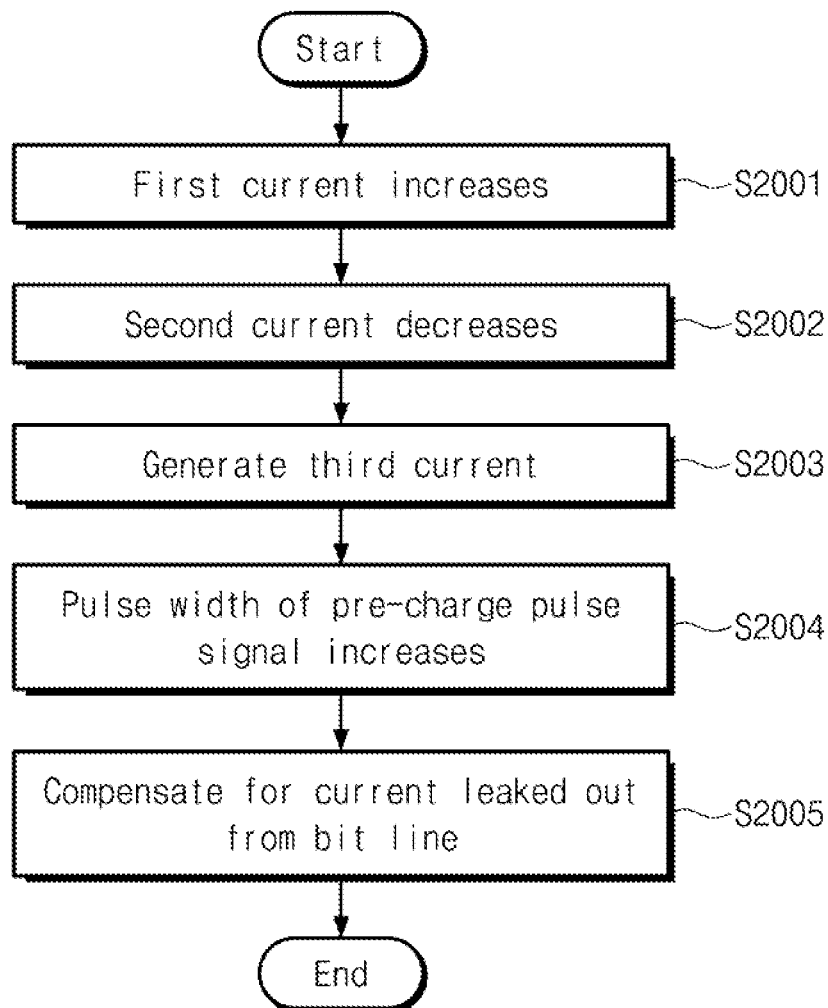 Start
First current increases
S2001
Second current decreases
S2002
Generate third current
S2003
Pulse width of pre-charge pulse
signal increases
S2004
Compensate for current leaked out
from bit line
S2005
End